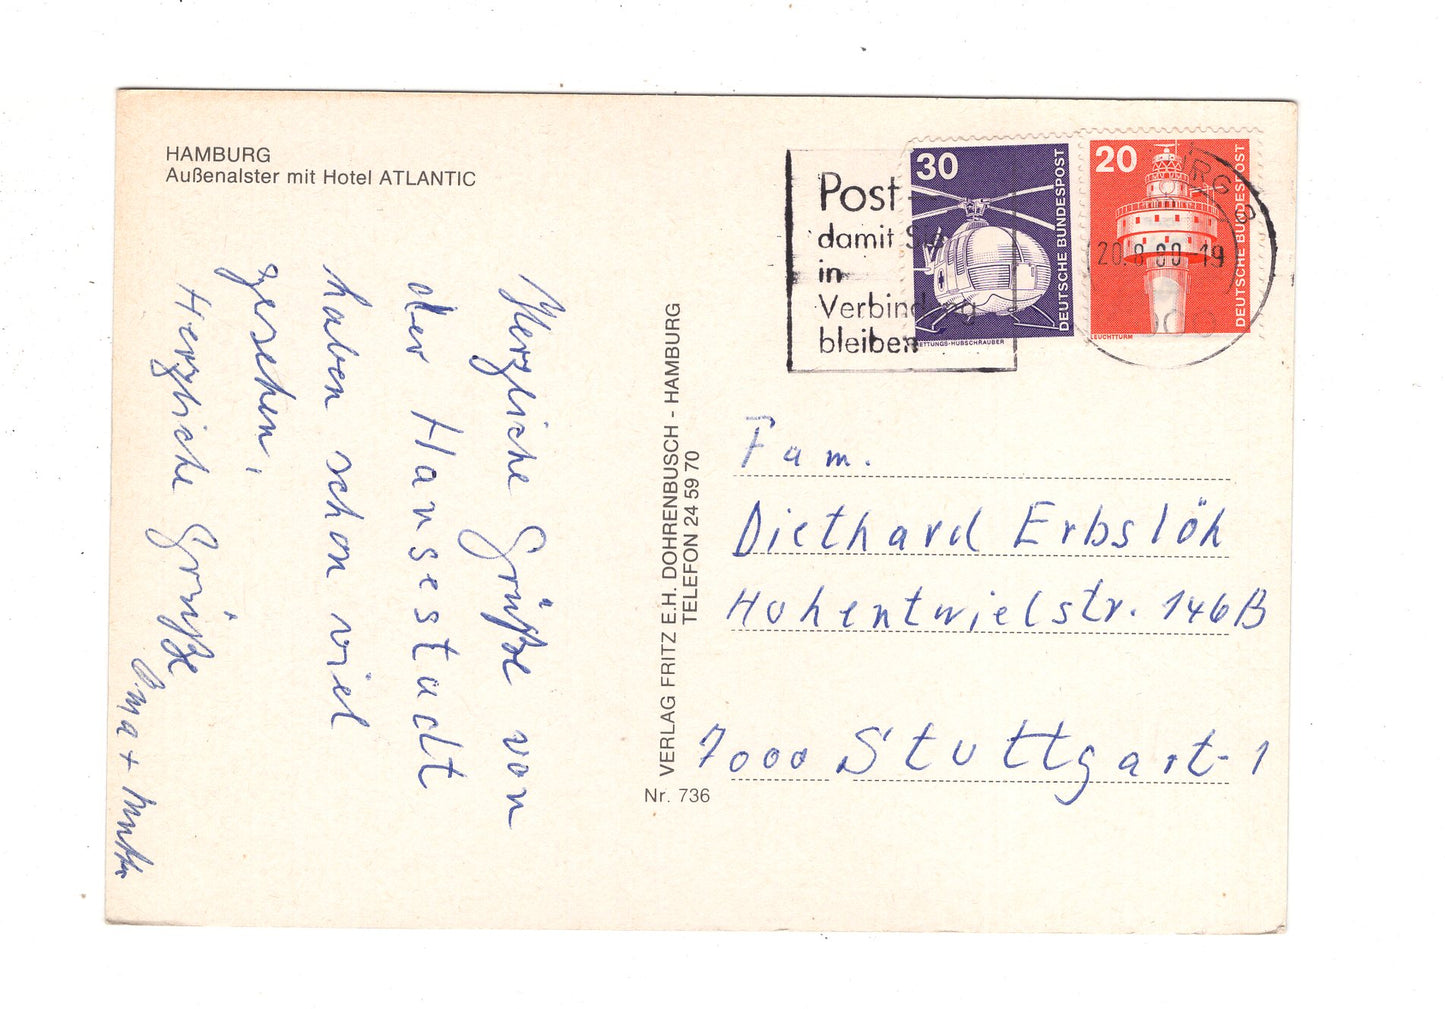 HAMBURG
Außenalster mit Hotel ATLANTIC
Herzliche Grüße von
der Hansestadt
haben schon viel
gesehen,
Herzliche Grüße
Oma +
VERLAG FRITZ E.H. DOHRENBUSCH - HAMBURG
TELEFON 24 59 70
Nr. 736
Post -
damit Sie
in
Verbindung
bleiben
30
DEUTSCHE BUNDESPOST
RETTUNGS-HUBSCHRAUBER
20
DEUTSCHE BUNDESPOST
LEUCHTTURM
Fam.
Diethard Erbslöh
Hohentwielstr. 146B
7000 Stuttgart-1